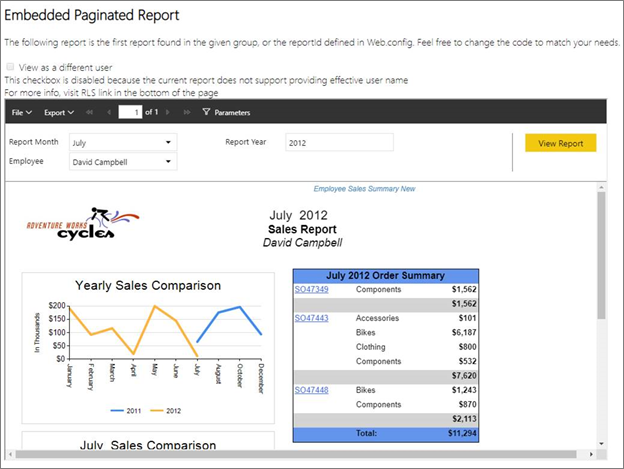 Embedded Paginated Report
The following report is the first report found in the given group, or the reportId defined in Web.config. Feel free to change the code to match your needs.
View as a different user
This checkbox is disabled because the current report does not support providing effective user name
For more info, visit RLS link in the bottom of the page
File Export 1 of 1 Parameters
Report Month July Report Year 2012 View Report
Employee David Campbell
Employee Sales Summary New
ADVENTURE WORKS
cycles
July 2012
Sales Report
David Campbell
Yearly Sales Comparison
In Thousands
$200
$150
$100
$50
$0
January February March April May June July August October December
2011 2012
July Sales Comparison
July 2012 Order Summary
SO47349 Components $1,562
$1,562
SO47443 Accessories $101
Bikes $6,187
Clothing $800
Components $532
$7,620
SO47448 Bikes $1,243
Components $870
$2,113
Total: $11,294